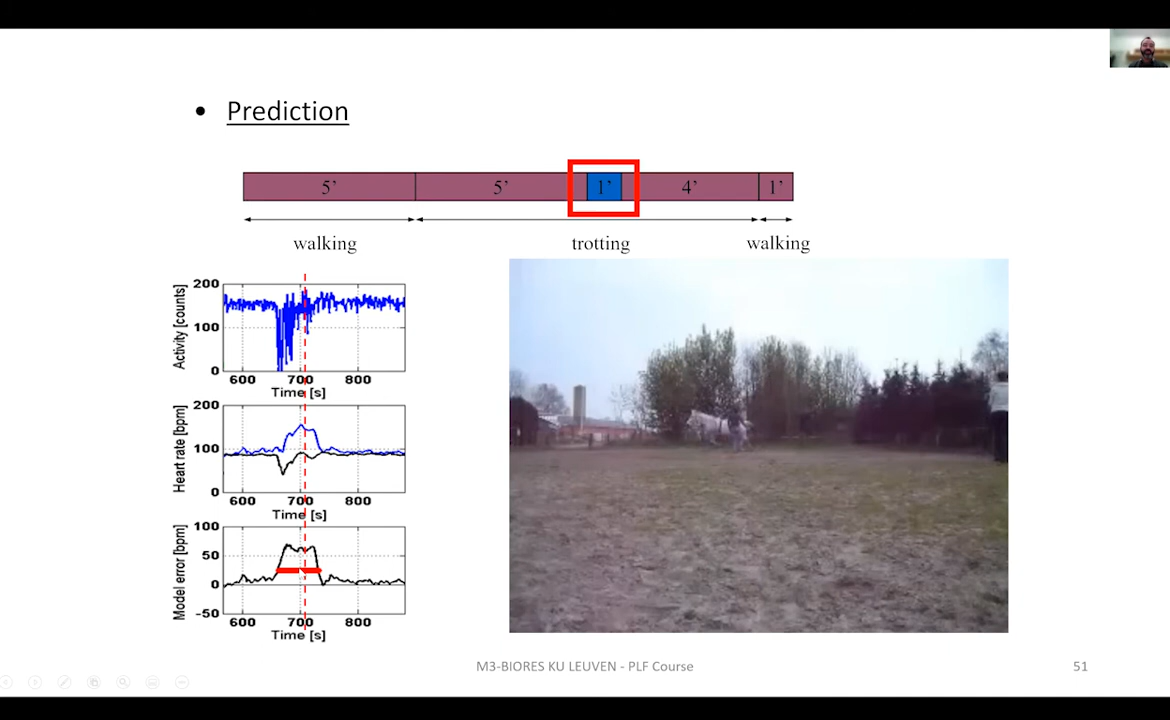 • Prediction
5’ 5’ 1’ 4’ 1’
walking trotting walking
Activity [counts]
200
100
0
600 700 800
Time [s]
Heart rate [bpm]
200
100
0
600 700 800
Time [s]
Model error [bpm]
100
50
0
-50
600 700 800
Time [s]
M3-BIORES KU LEUVEN - PLF Course
51